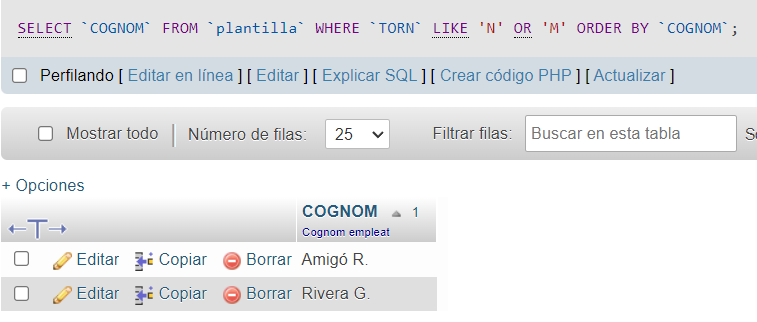 SELECT `COGNOM` FROM `plantilla` WHERE `TORN` LIKE 'N' OR 'M' ORDER BY `COGNOM`;
Perfilando [ Editar en línea ] [ Editar ] [ Explicar SQL ] [ Crear código PHP ] [ Actualizar ]
Mostrar todo | Número de filas: 25 Filtrar filas: Buscar en esta tabla
+ Opciones
←T→ COGNOM 1
Cognom empleat
Editar Copiar Borrar Amigó R.
Editar Copiar Borrar Rivera G.